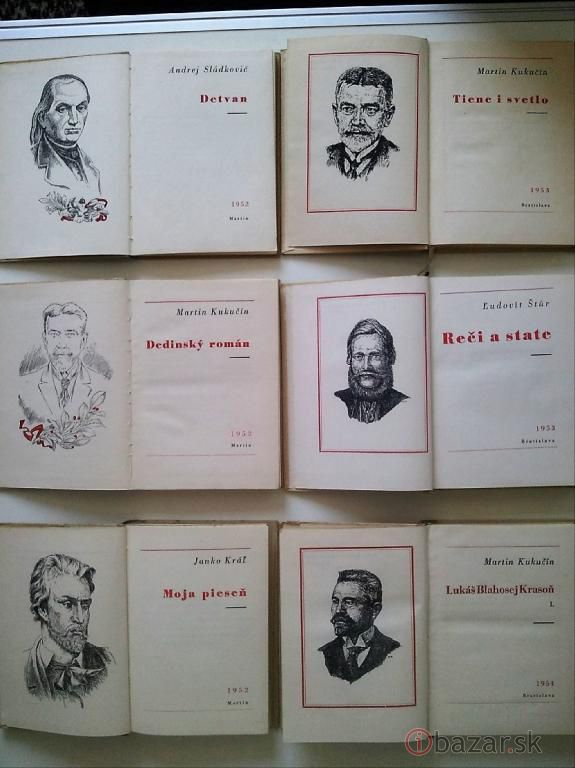 Andrej Sládkovič
Detvan
1952
Martin
Martin Kukučín
Tiene i svetlo
1953
Bratislava
Martin Kukučín
Dedinský román
1952
Martin
Ľudovít Štúr
Reči a state
1953
Bratislava
Janko Kráľ
Moja pieseň
1952
Martin
Martin Kukučín
Lukáš Blahosej Krasoň
I.
1954
Bratislava
ibazar.sk